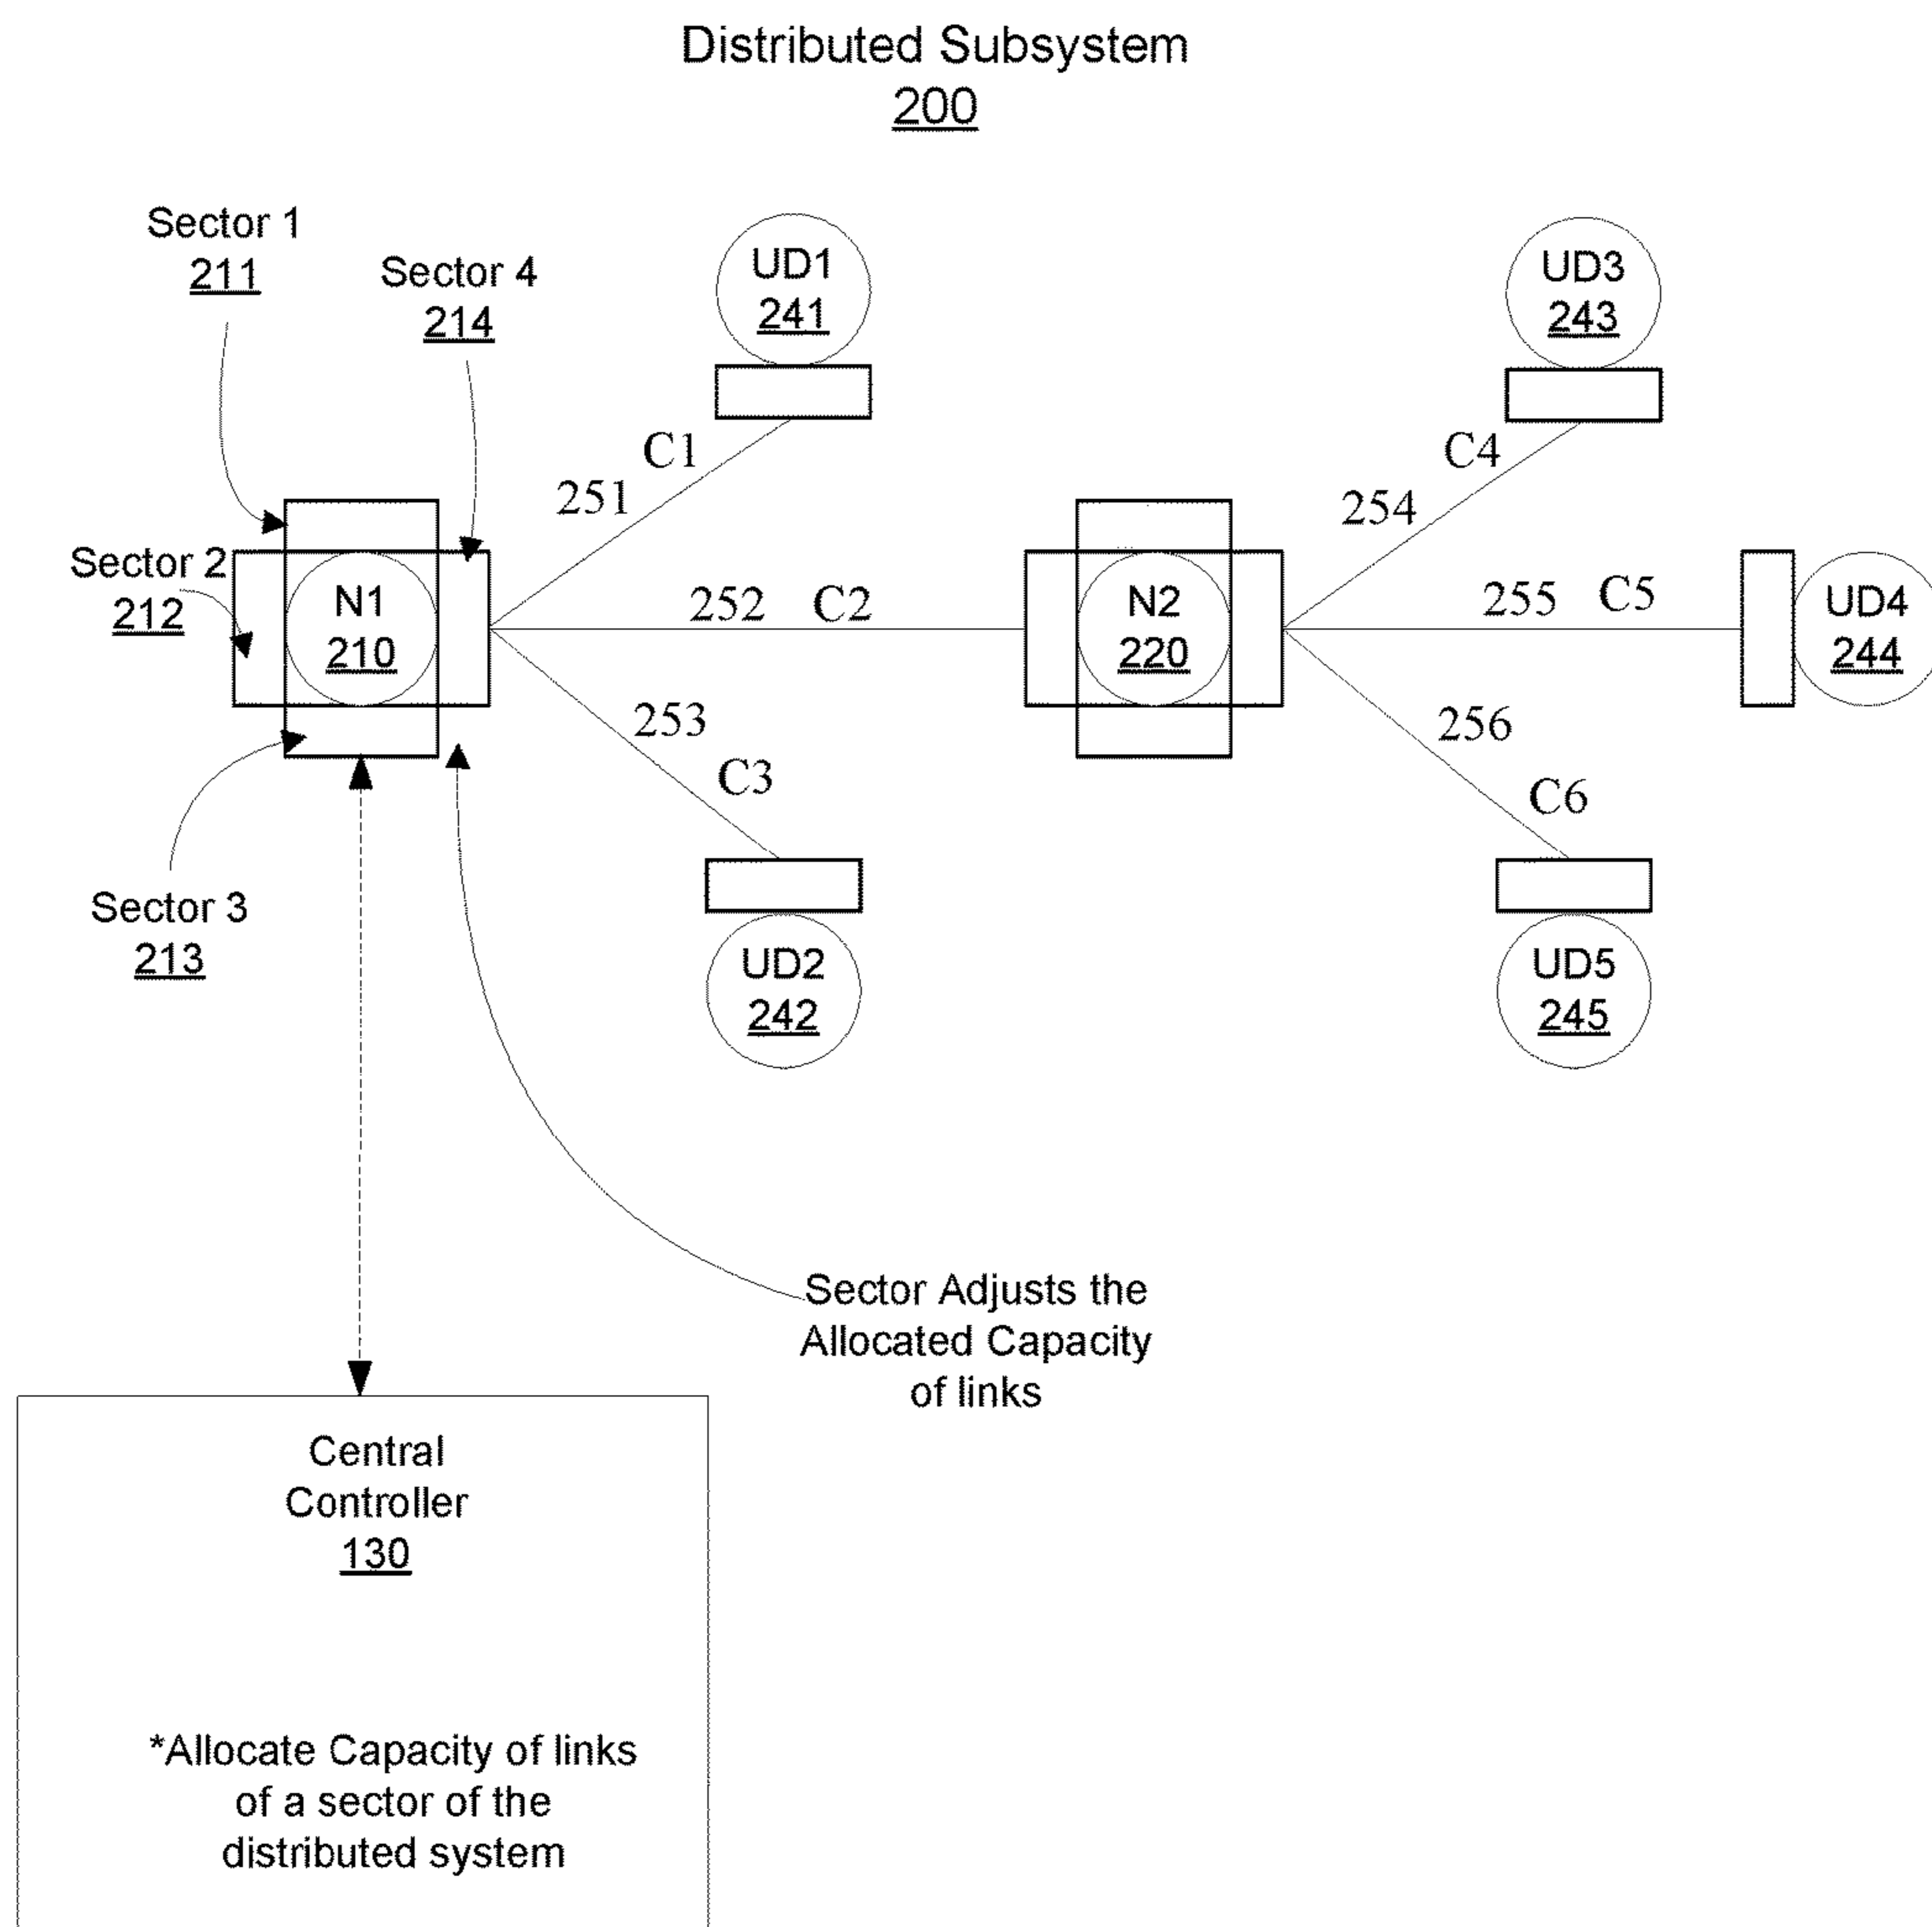 Distributed Subsystem
200
Sector 1
211
Sector 4
214
UD1
241
UD3
243
C1
251
C4
254
Sector 2
212
N1
210
252
C2
N2
220
255
C5
UD4
244
253
C3
256
C6
Sector 3
213
UD2
242
UD5
245
Sector Adjusts the
Allocated Capacity
of links
Central
Controller
130
*Allocate Capacity of links
of a sector of the
distributed system